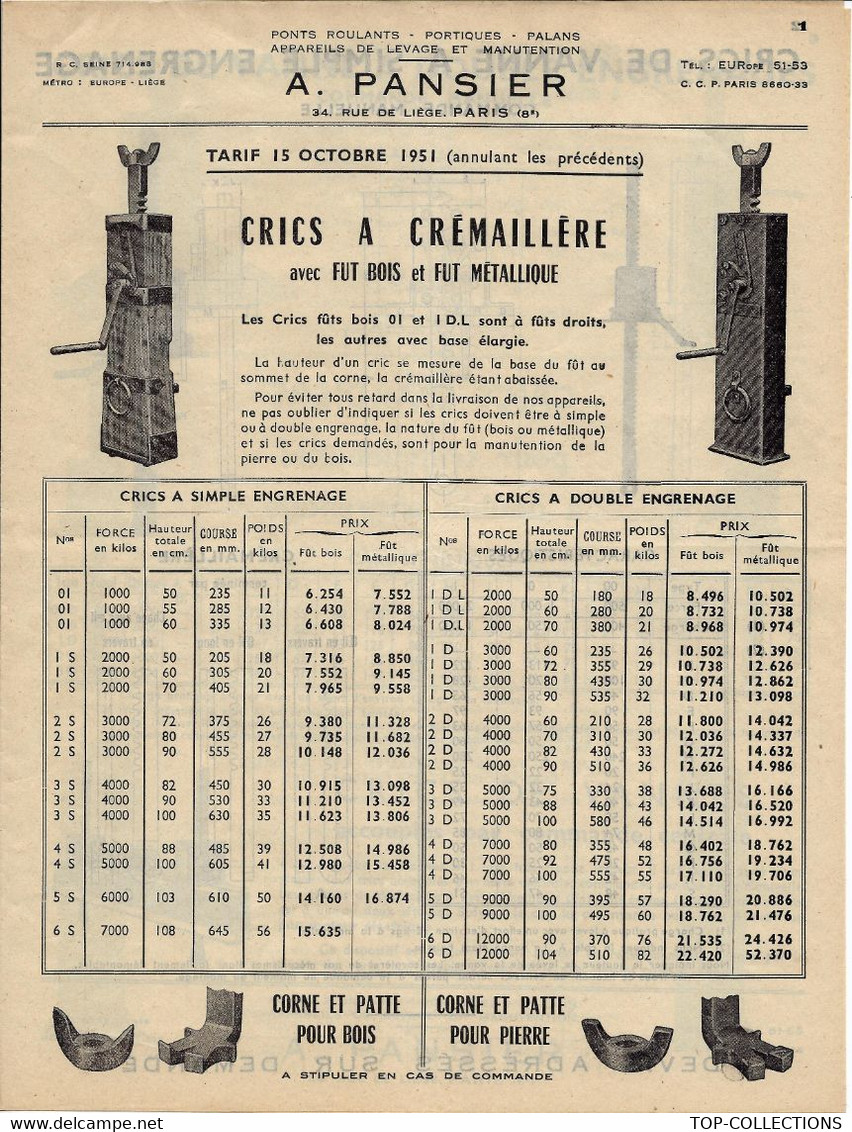 1
PONTS ROULANTS - PORTIQUES - PALANS
APPAREILS DE LEVAGE ET MANUTENTION
R. C. SEINE 714.988
MÉTRO : EUROPE - LIÈGE
A. PANSIER
34, RUE DE LIÈGE, PARIS (8e)
TÉL. : EUROPE 51-53
C. C. P. PARIS 8660-33
TARIF 15 OCTOBRE 1951 (annulant les précédents)
CRICS A CRÉMAILLÈRE
avec FUT BOIS et FUT MÉTALLIQUE
Les Crics fûts bois 01 et 1 D.L sont à fûts droits,
les autres avec base élargie.
La hauteur d'un cric se mesure de la base du fût au
sommet de la corne, la crémaillère étant abaissée.
Pour éviter tous retard dans la livraison de nos appareils,
ne pas oublier d'indiquer si les crics doivent être à simple
ou à double engrenage, la nature du fût (bois ou métallique)
et si les crics demandés, sont pour la manutention de la
pierre ou du bois.
CRICS A SIMPLE ENGRENAGE
Nos FORCE en kilos Hauteur totale en cm. COURSE en mm. POIDS en kilos PRIX Fût bois Fût métallique
01 1000 50 235 11 6.254 7.552
01 1000 55 285 12 6.430 7.788
01 1000 60 335 13 6.608 8.024
1 S 2000 50 205 18 7.316 8.850
1 S 2000 60 305 20 7.552 9.145
1 S 2000 70 405 21 7.965 9.558
2 S 3000 72 375 26 9.380 11.328
2 S 3000 80 455 27 9.735 11.682
2 S 3000 90 555 28 10.148 12.036
3 S 4000 82 450 30 10.915 13.098
3 S 4000 90 530 33 11.210 13.452
3 S 4000 100 630 35 11.623 13.806
4 S 5000 88 485 39 12.508 14.986
4 S 5000 100 605 41 12.980 15.458
5 S 6000 103 610 50 14.160 16.874
6 S 7000 108 645 56 15.635
CRICS A DOUBLE ENGRENAGE
Nos FORCE en kilos Hauteur totale en cm. COURSE en mm. POIDS en kilos PRIX Fût bois Fût métallique
1 D L 2000 50 180 18 8.496 10.502
1 D L 2000 60 280 20 8.732 10.738
1 D.L 2000 70 380 21 8.968 10.974
1 D 3000 60 235 26 10.502 12.390
1 D 3000 72 355 29 10.738 12.626
1 D 3000 80 435 30 10.974 12.862
1 D 3000 90 535 32 11.210 13.098
2 D 4000 60 210 28 11.800 14.042
2 D 4000 70 310 30 12.036 14.337
2 D 4000 82 430 33 12.272 14.632
2 D 4000 90 510 36 12.626 14.986
3 D 5000 75 330 38 13.688 16.166
3 D 5000 88 460 43 14.042 16.520
3 D 5000 100 580 46 14.514 16.992
4 D 7000 80 355 48 16.402 18.762
4 D 7000 92 475 52 16.756 19.234
4 D 7000 100 555 55 17.110 19.706
5 D 9000 90 395 57 18.290 20.886
5 D 9000 100 495 60 18.762 21.476
6 D 12000 90 370 76 21.535 24.426
6 D 12000 104 510 82 22.420 52.370
CORNE ET PATTE
POUR BOIS
CORNE ET PATTE
POUR PIERRE
A STIPULER EN CAS DE COMMANDE
TOP-COLLECTIONS